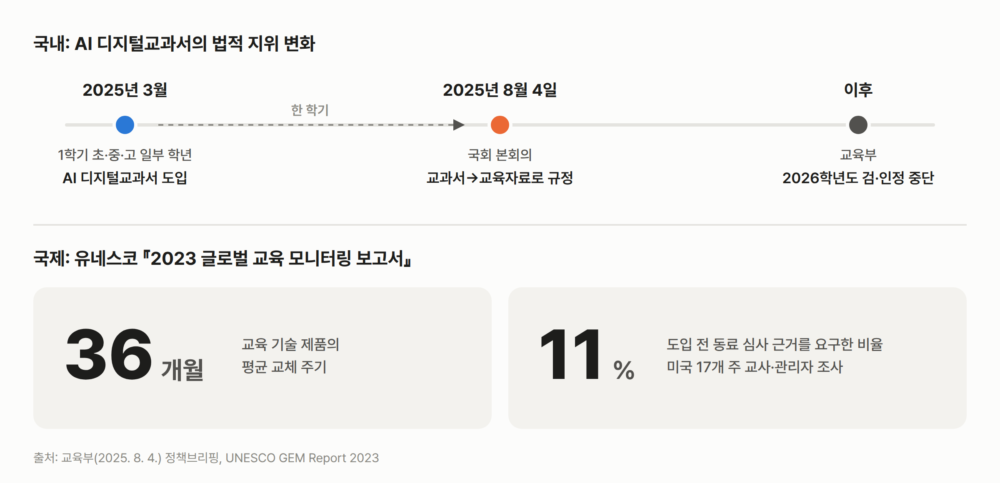 국내: AI 디지털교과서의 법적 지위 변화
2025년 3월
한 학기
2025년 8월 4일
이후
1학기 초·중·고 일부 학년
AI 디지털교과서 도입
국회 본회의
교과서→교육자료로 규정
교육부
2026학년도 검·인정 중단
국제: 유네스코 『2023 글로벌 교육 모니터링 보고서』
36 개월
교육 기술 제품의
평균 교체 주기
11 %
도입 전 동료 심사 근거를 요구한 비율
미국 17개 주 교사·관리자 조사
출처: 교육부(2025. 8. 4.) 정책브리핑, UNESCO GEM Report 2023